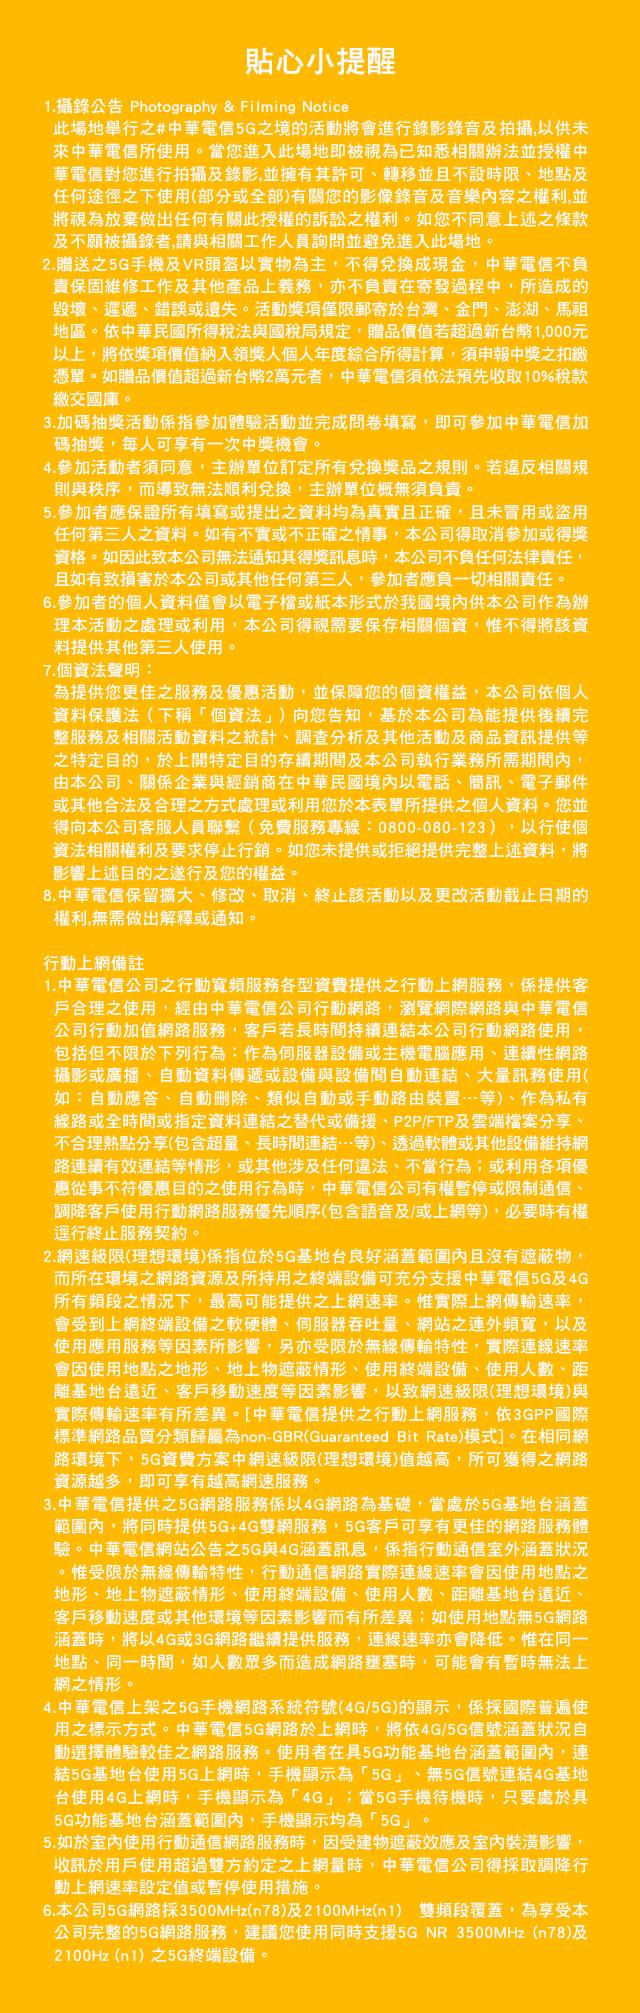 貼心小提醒
1.攝錄公告 Photography & Filming Notice
此場地舉行之#中華電信5G之境的活動將會進行錄影錄音及拍攝,以供未
來中華電信所使用。當您進入此場地即被視為已知悉相關辦法並授權中
華電信對您進行拍攝及錄影,並擁有其許可、轉移並且不設時限、地點及
任何途徑之下使用(部分或全部)有關您的影像錄音及音樂內容之權利,並
將視為放棄做出任何有關此授權的訴訟之權利。如您不同意上述之條款
及不願被攝錄者,請與相關工作人員詢問並避免進入此場地。
2.贈送之5G手機及VR頭盔以實物為主，不得兌換成現金，中華電信不負
責保固維修工作及其他產品上義務，亦不負責在寄發過程中，所造成的
毀壞、遲遞、錯誤或遺失。活動獎項僅限郵寄於台灣、金門、澎湖、馬祖
地區。依中華民國所得稅法與國稅局規定，贈品價值若超過新台幣1,000元
以上，將依獎項價值納入領獎人個人年度綜合所得計算，須申報中獎之扣繳
憑單。如贈品價值超過新台幣2萬元者，中華電信須依法預先收取10%稅款
繳交國庫。
3.加碼抽獎活動係指參加體驗活動並完成問卷填寫，即可參加中華電信加
碼抽獎，每人可享有一次中獎機會。
4.參加活動者須同意，主辦單位訂定所有兌換獎品之規則。若違反相關規
則與秩序，而導致無法順利兌換，主辦單位概無須負責。
5.參加者應保證所有填寫或提出之資料均為真實且正確，且未冒用或盜用
任何第三人之資料。如有不實或不正確之情事，本公司得取消參加或得獎
資格。如因此致本公司無法通知其得獎訊息時，本公司不負任何法律責任，
且如有致損害於本公司或其他任何第三人，參加者應負一切相關責任。
6.參加者的個人資料僅會以電子檔或紙本形式於我國境內供本公司作為辦
理本活動之處理或利用，本公司得視需要保存相關個資，惟不得將該資
料提供其他第三人使用。
7.個資法聲明：
為提供您更佳之服務及優惠活動，並保障您的個資權益，本公司依個人
資料保護法（下稱「個資法」）向您告知，基於本公司為能提供後續完
整服務及相關活動資料之統計、調查分析及其他活動及商品資訊提供等
之特定目的，於上開特定目的存續期間及本公司執行業務所需期間內，
由本公司、關係企業與經銷商在中華民國境內以電話、簡訊、電子郵件
或其他合法及合理之方式處理或利用您於本表單所提供之個人資料。您並
得向本公司客服人員聯繫（免費服務專線：0800-080-123），以行使個
資法相關權利及要求停止行銷。如您未提供或拒絕提供完整上述資料，將
影響上述目的之遂行及您的權益。
8.中華電信保留擴大、修改、取消、終止該活動以及更改活動截止日期的
權利,無需做出解釋或通知。
行動上網備註
1.中華電信公司之行動寬頻服務各型資費提供之行動上網服務，係提供客
戶合理之使用，經由中華電信公司行動網路，瀏覽網際網路與中華電信
公司行動加值網路服務，客戶若長時間持續連結本公司行動網路使用，
包括但不限於下列行為：作為伺服器設備或主機電腦應用、連續性網路
攝影或廣播、自動資料傳遞或設備與設備間自動連結、大量訊務使用(
如：自動應答、自動刪除、類似自動或手動路由裝置…等)、作為私有
線路或全時間或指定資料連結之替代或備援、P2P/FTP及雲端檔案分享、
不合理熱點分享(包含超量、長時間連結…等)、透過軟體或其他設備維持網
路連續有效連結等情形，或其他涉及任何違法、不當行為；或利用各項優
惠從事不符優惠目的之使用行為時，中華電信公司有權暫停或限制通信、
調降客戶使用行動網路服務優先順序(包含語音及/或上網等)，必要時有權
逕行終止服務契約。
2.網速級限(理想環境)係指位於5G基地台良好涵蓋範圍內且沒有遮蔽物，
而所在環境之網路資源及所持用之終端設備可充分支援中華電信5G及4G
所有頻段之情況下，最高可能提供之上網速率。惟實際上網傳輸速率，
會受到上網終端設備之軟硬體、伺服器吞吐量、網站之連外頻寬，以及
使用應用服務等因素所影響，另亦受限於無線傳輸特性，實際連線速率
會因使用地點之地形、地上物遮蔽情形、使用終端設備、使用人數、距
離基地台遠近、客戶移動速度等因素影響，以致網速級限(理想環境)與
實際傳輸速率有所差異。[中華電信提供之行動上網服務，依3GPP國際
標準網路品質分類歸屬為non-GBR(Guaranteed Bit Rate)模式]。在相同網
路環境下，5G資費方案中網速級限(理想環境)值越高，所可獲得之網路
資源越多，即可享有越高網速服務。
3.中華電信提供之5G網路服務係以4G網路為基礎，當處於5G基地台涵蓋
範圍內，將同時提供5G+4G雙網服務，5G客戶可享有更佳的網路服務體
驗。中華電信網站公告之5G與4G涵蓋訊息，係指行動通信室外涵蓋狀況
。惟受限於無線傳輸特性，行動通信網路實際連線速率會因使用地點之
地形、地上物遮蔽情形、使用終端設備、使用人數、距離基地台遠近、
客戶移動速度或其他環境等因素影響而有所差異；如使用地點無5G網路
涵蓋時，將以4G或3G網路繼續提供服務，連線速率亦會降低。惟在同一
地點、同一時間，如人數眾多而造成網路壅塞時，可能會有暫時無法上
網之情形。
4.中華電信上架之5G手機網路系統符號(4G/5G)的顯示，係採國際普遍使
用之標示方式。中華電信5G網路於上網時，將依4G/5G信號涵蓋狀況自
動選擇體驗較佳之網路服務。使用者在具5G功能基地台涵蓋範圍內，連
結5G基地台使用5G上網時，手機顯示為「5G」、無5G信號連結4G基地
台使用4G上網時，手機顯示為「4G」；當5G手機待機時，只要處於具
5G功能基地台涵蓋範圍內，手機顯示均為「5G」。
5.如於室內使用行動通信網路服務時，因受建物遮蔽效應及室內裝潢影響，
收訊於用戶使用超過雙方約定之上網量時，中華電信公司得採取調降行
動上網速率設定值或暫停使用措施。
6.本公司5G網路採3500MHz(n78)及2100MHz(n1) 雙頻段覆蓋，為享受本
公司完整的5G網路服務，建議您使用同時支援5G NR 3500MHz (n78)及
2100Hz (n1) 之5G終端設備。